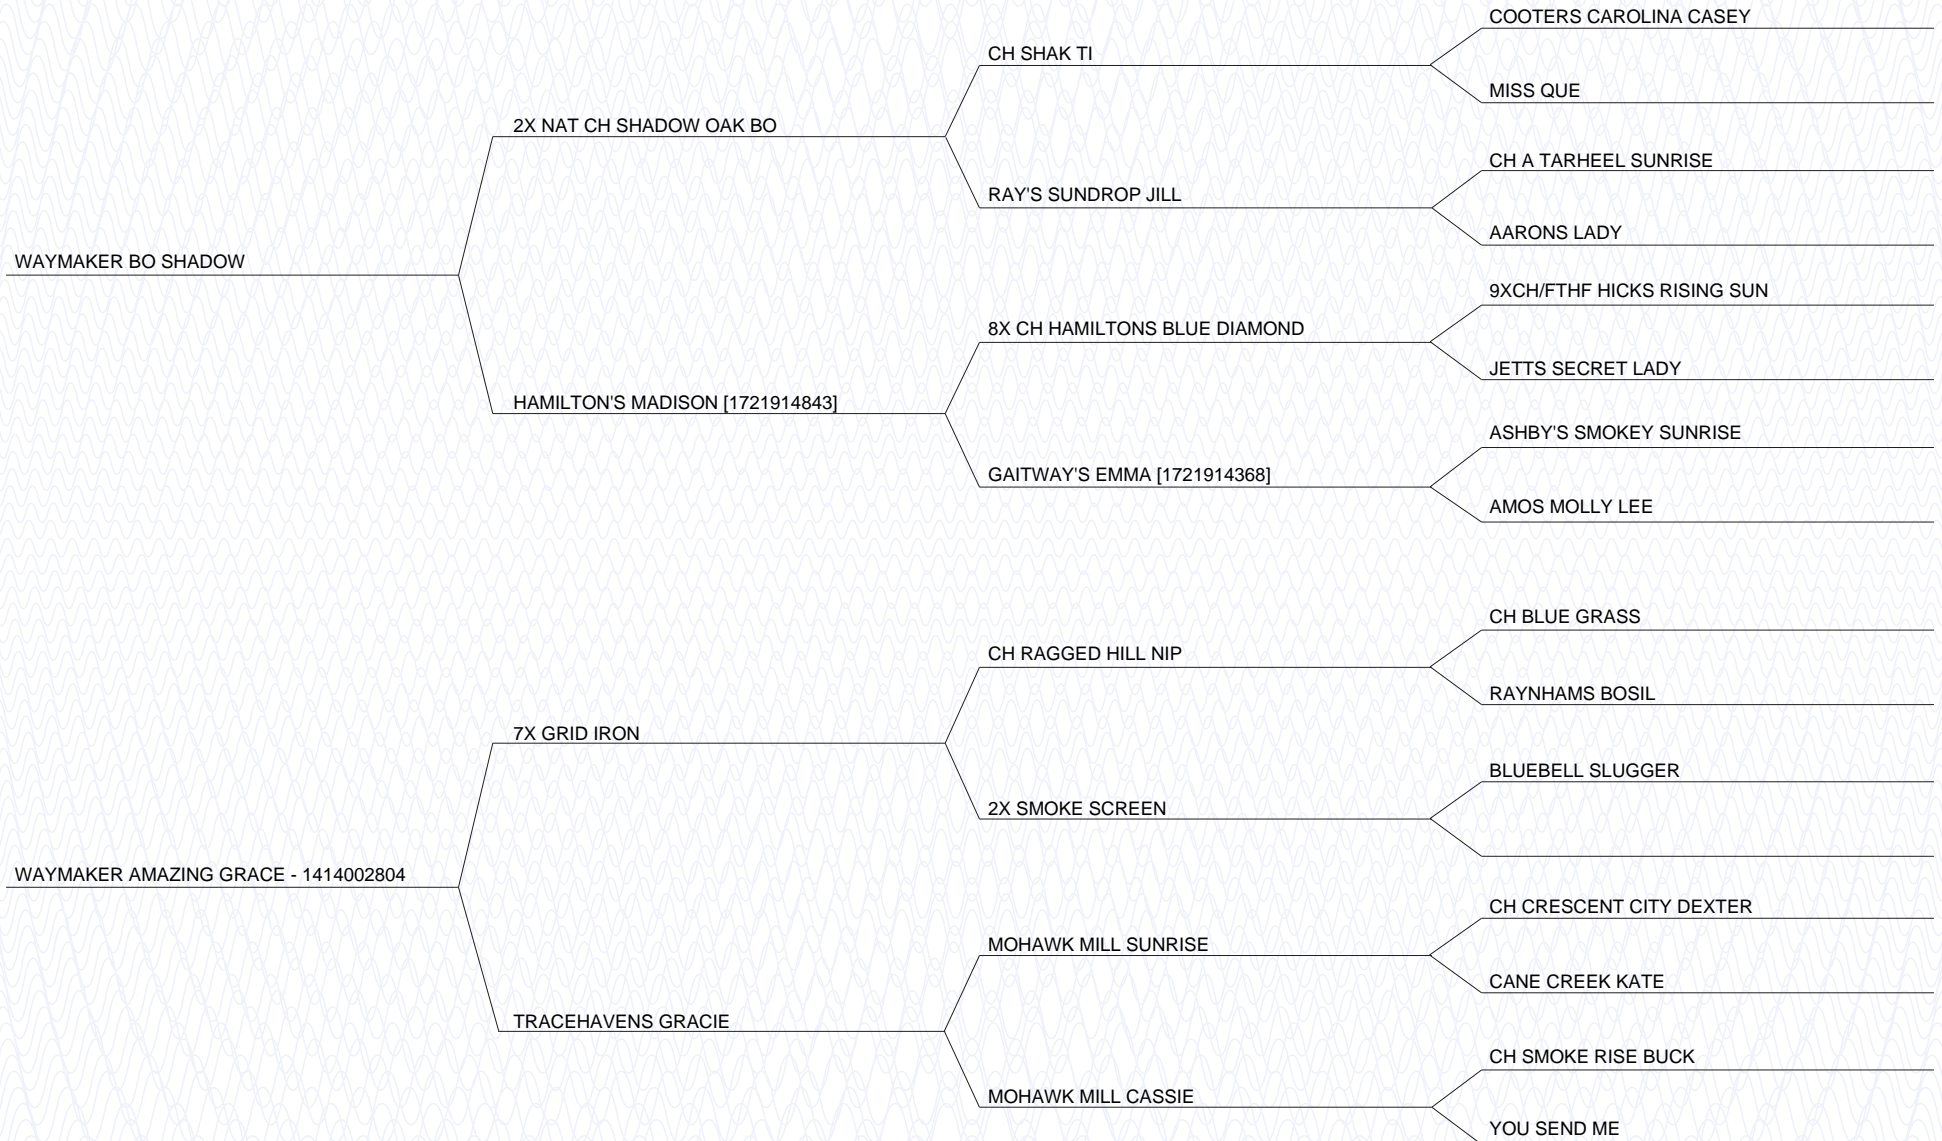 COOTERS CAROLINA CASEY
CH SHAK TI
MISS QUE
2X NAT CH SHADOW OAK BO
CH A TARHEEL SUNRISE
RAY'S SUNDROP JILL
AARONS LADY
WAYMAKER BO SHADOW
9XCH/FTHF HICKS RISING SUN
8X CH HAMILTONS BLUE DIAMOND
JETTS SECRET LADY
HAMILTON'S MADISON [1721914843]
ASHBY'S SMOKEY SUNRISE
GAITWAY'S EMMA [1721914368]
AMOS MOLLY LEE
CH BLUE GRASS
CH RAGGED HILL NIP
RAYNHAMS BOSIL
7X GRID IRON
BLUEBELL SLUGGER
2X SMOKE SCREEN
WAYMAKER AMAZING GRACE - 1414002804
CH CRESCENT CITY DEXTER
MOHAWK MILL SUNRISE
CANE CREEK KATE
TRACEHAVENS GRACIE
CH SMOKE RISE BUCK
MOHAWK MILL CASSIE
YOU SEND ME